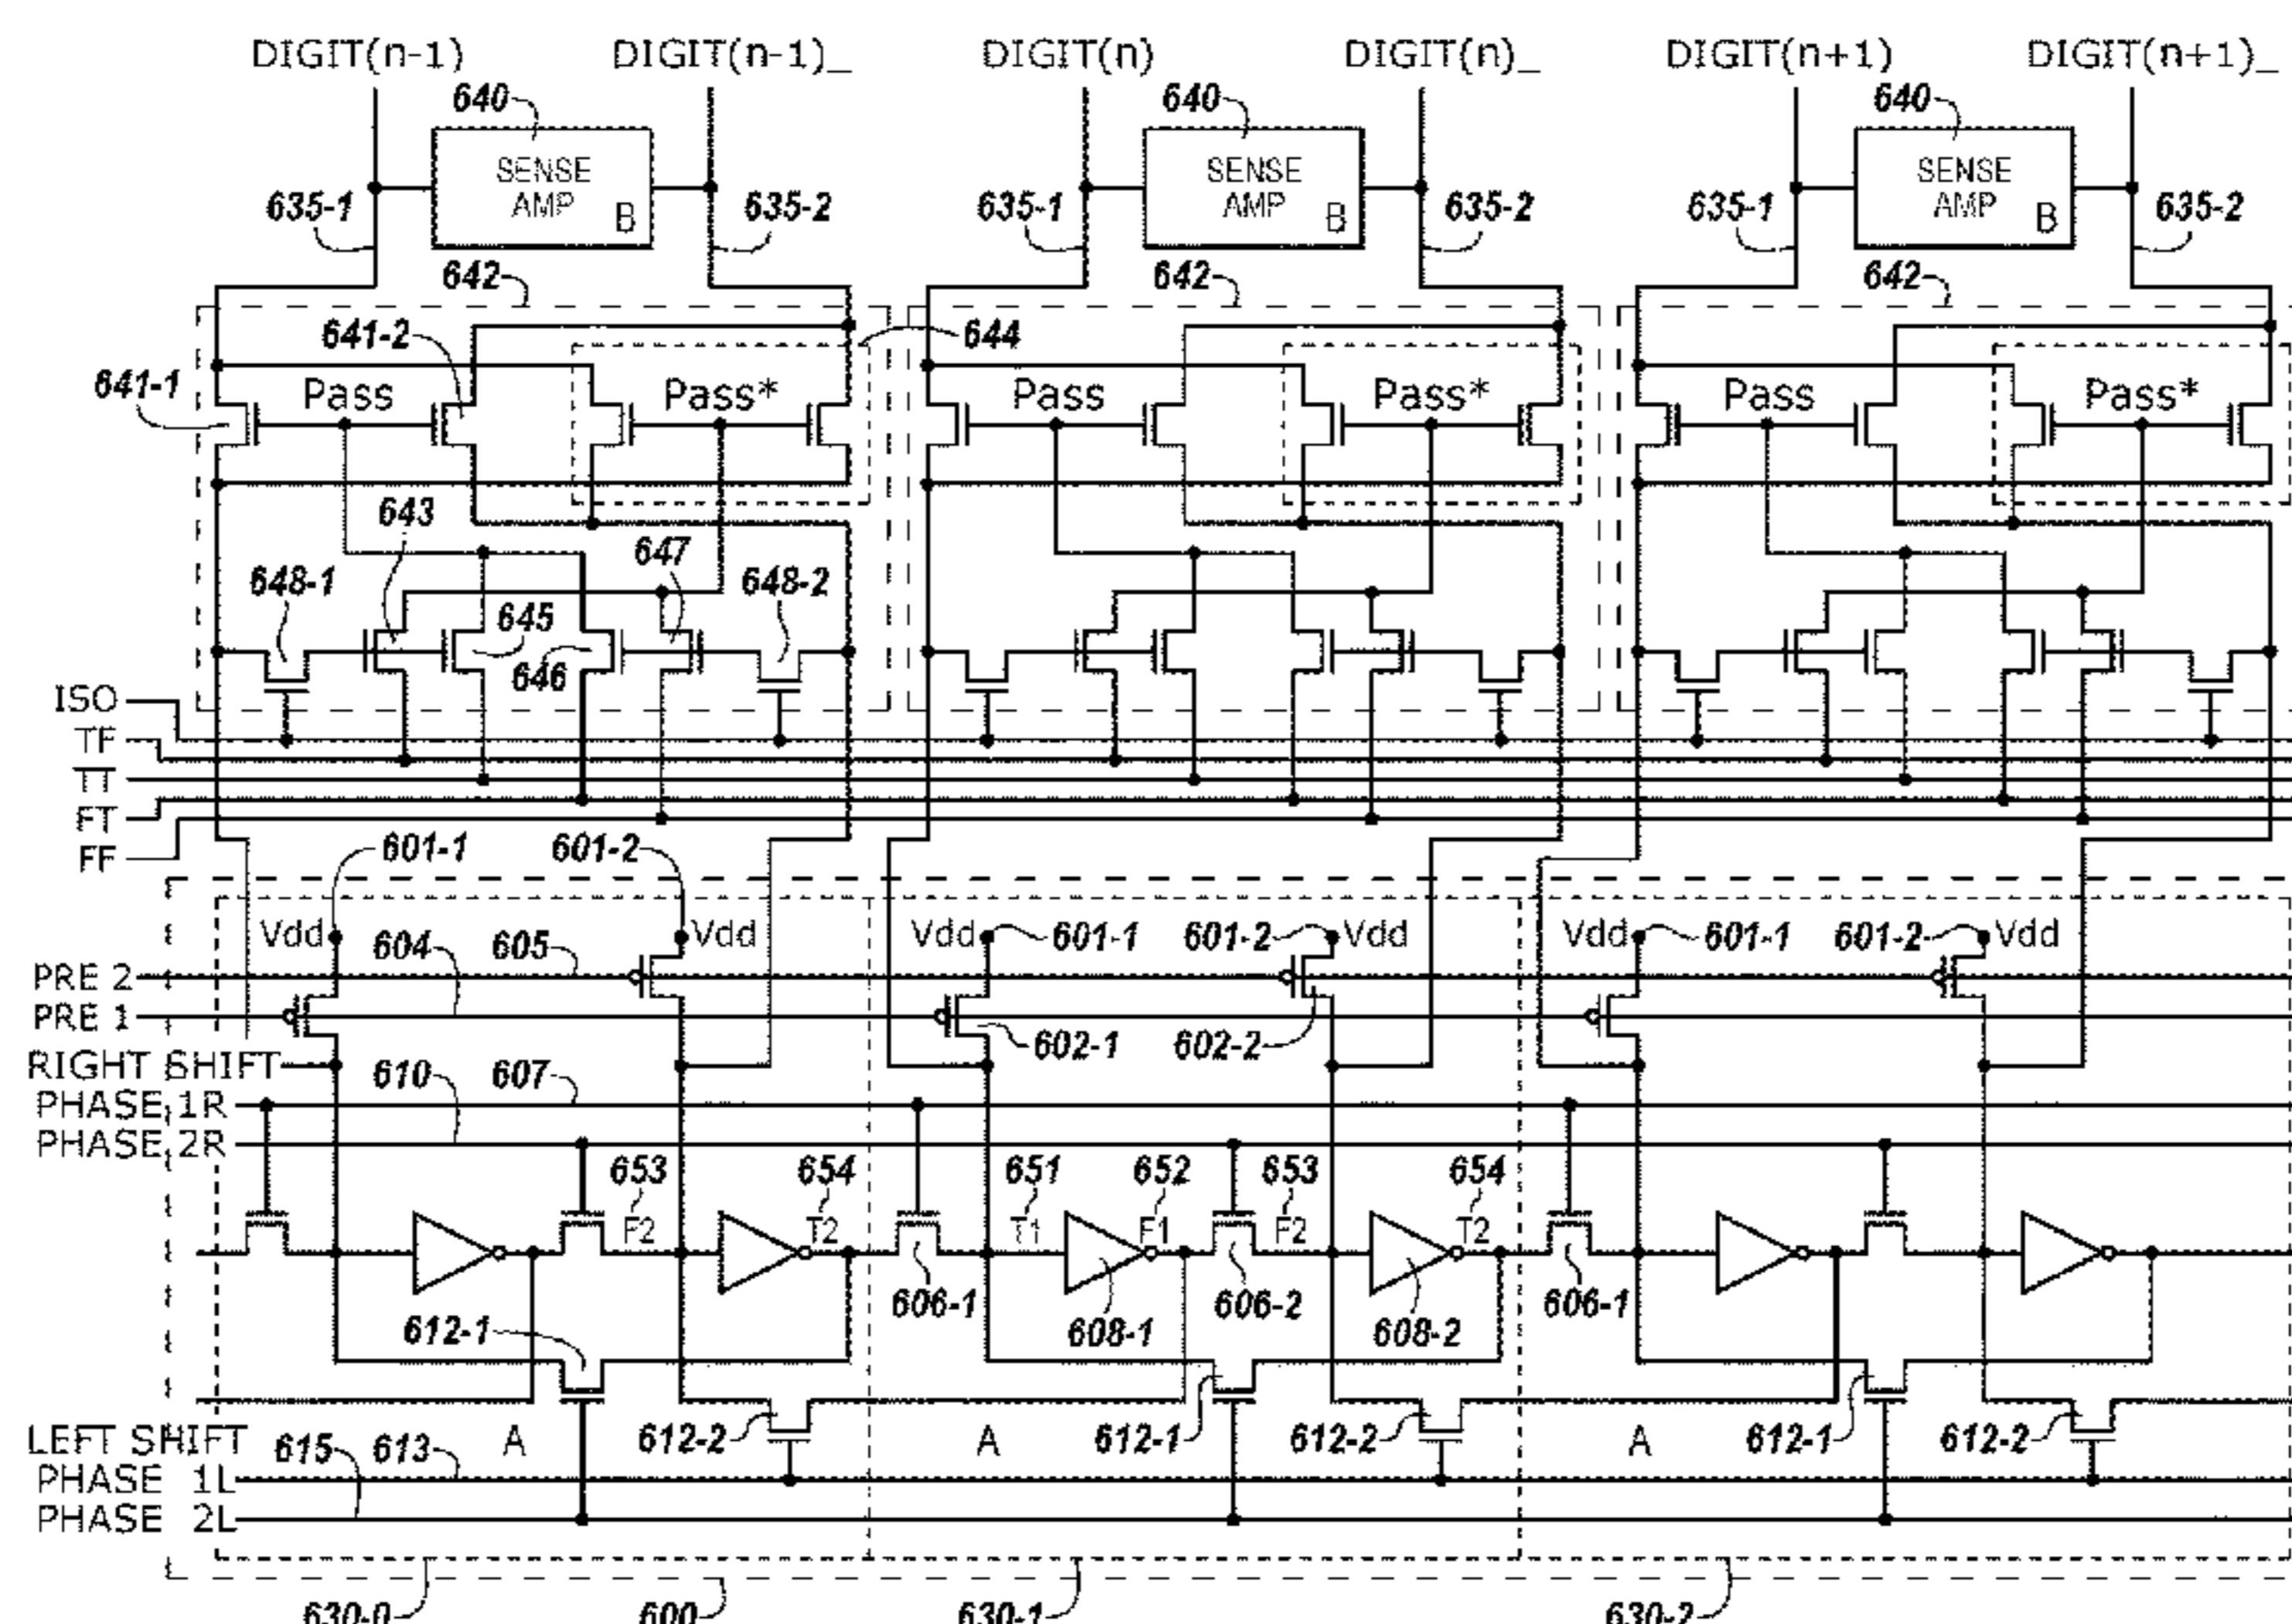 DIGIT(n-1) DIGIT(n-1)_ DIGIT(n) DIGIT(n)_ DIGIT(n+1) DIGIT(n+1)_
640 640 640
SENSE AMP B SENSE AMP B SENSE AMP B
635-1 635-2 635-1 635-2 635-1 635-2
642 642 642
641-2 644
641-1 Pass Pass* Pass Pass* Pass Pass*
643 647
648-1 645 648-2
646
ISO
TF
TT
FT
FF
601-1 601-2
Vdd Vdd Vdd 601-1 601-2 Vdd Vdd 601-1 601-2 Vdd
604 605
PRE 2
PRE 1
602-1 602-2
RIGHT SHIFT
610 607
PHASE 1R
PHASE 2R
653 654 651 652 653 654
F2 T2 T1 F1 F2 T2
606-1 606-2 606-1
612-1 608-1 608-2
LEFT SHIFT
615 613 A 612-2 A 612-1 612-2 A 612-1 612-2
PHASE 1L
PHASE 2L
630-0 600 630-1 630-2